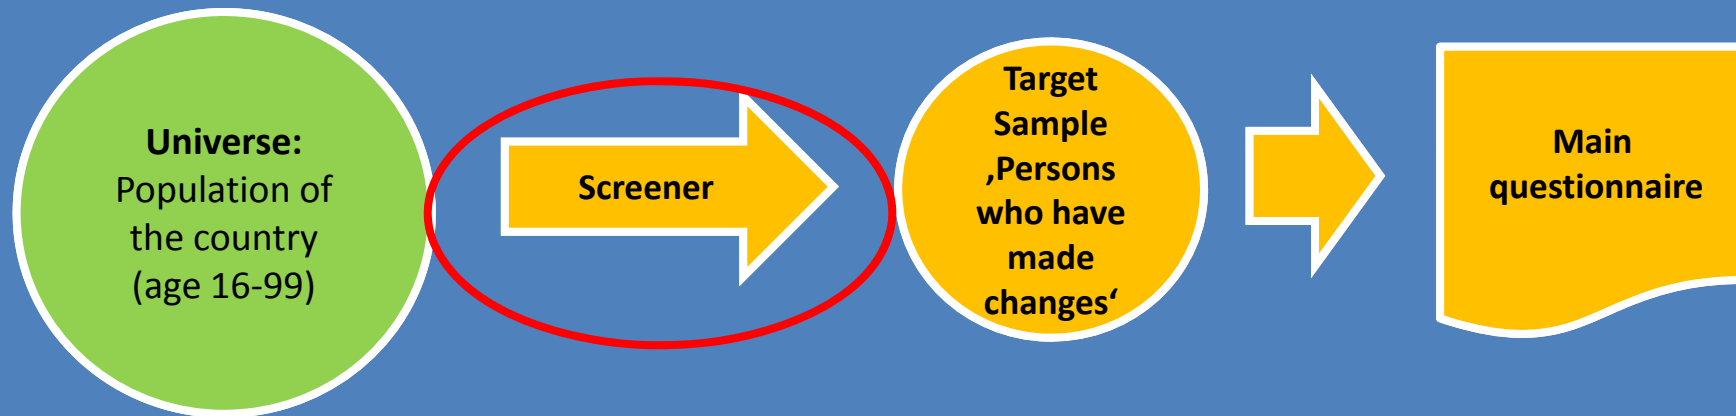 Universe:
Population of
the country
(age 16-99)
Screener
Target
Sample
‚Persons
who have
made
changes‘
Main
questionnaire